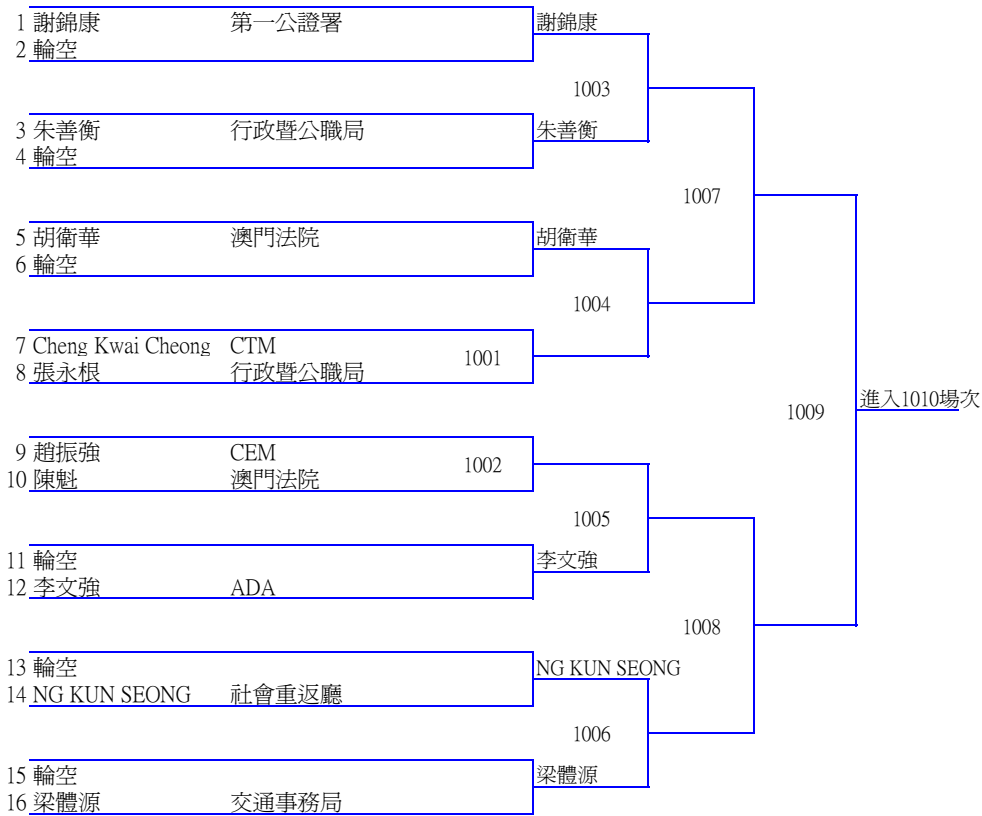 1 謝錦康 第一公證署 謝錦康
2 輪空
1003
3 朱善衡 行政暨公職局 朱善衡
4 輪空
1007
5 胡衛華 澳門法院 胡衛華
6 輪空
1004
7 Cheng Kwai Cheong CTM 1001
8 張永根 行政暨公職局
1009 進入1010場次
9 趙振強 CEM 1002
10 陳魁 澳門法院
1005
11 輪空 李文強
12 李文強 ADA
1008
13 輪空 NG KUN SEONG
14 NG KUN SEONG 社會重返廳
1006
15 輪空 梁體源
16 梁體源 交通事務局